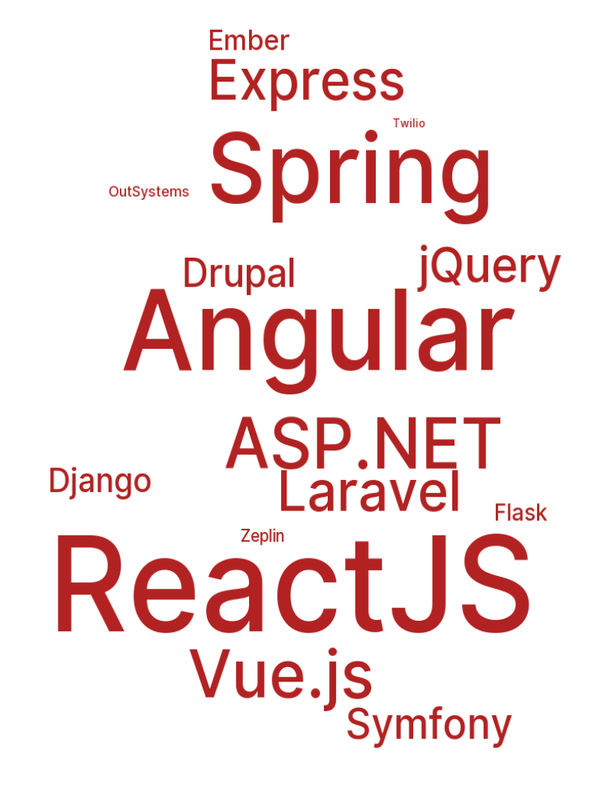 Ember
Express
Twilio
Spring
OutSystems
jQuery
Drupal
Angular
ASP.NET
Django
Laravel
Flask
Zeplin
ReactJS
Vue.js
Symfony